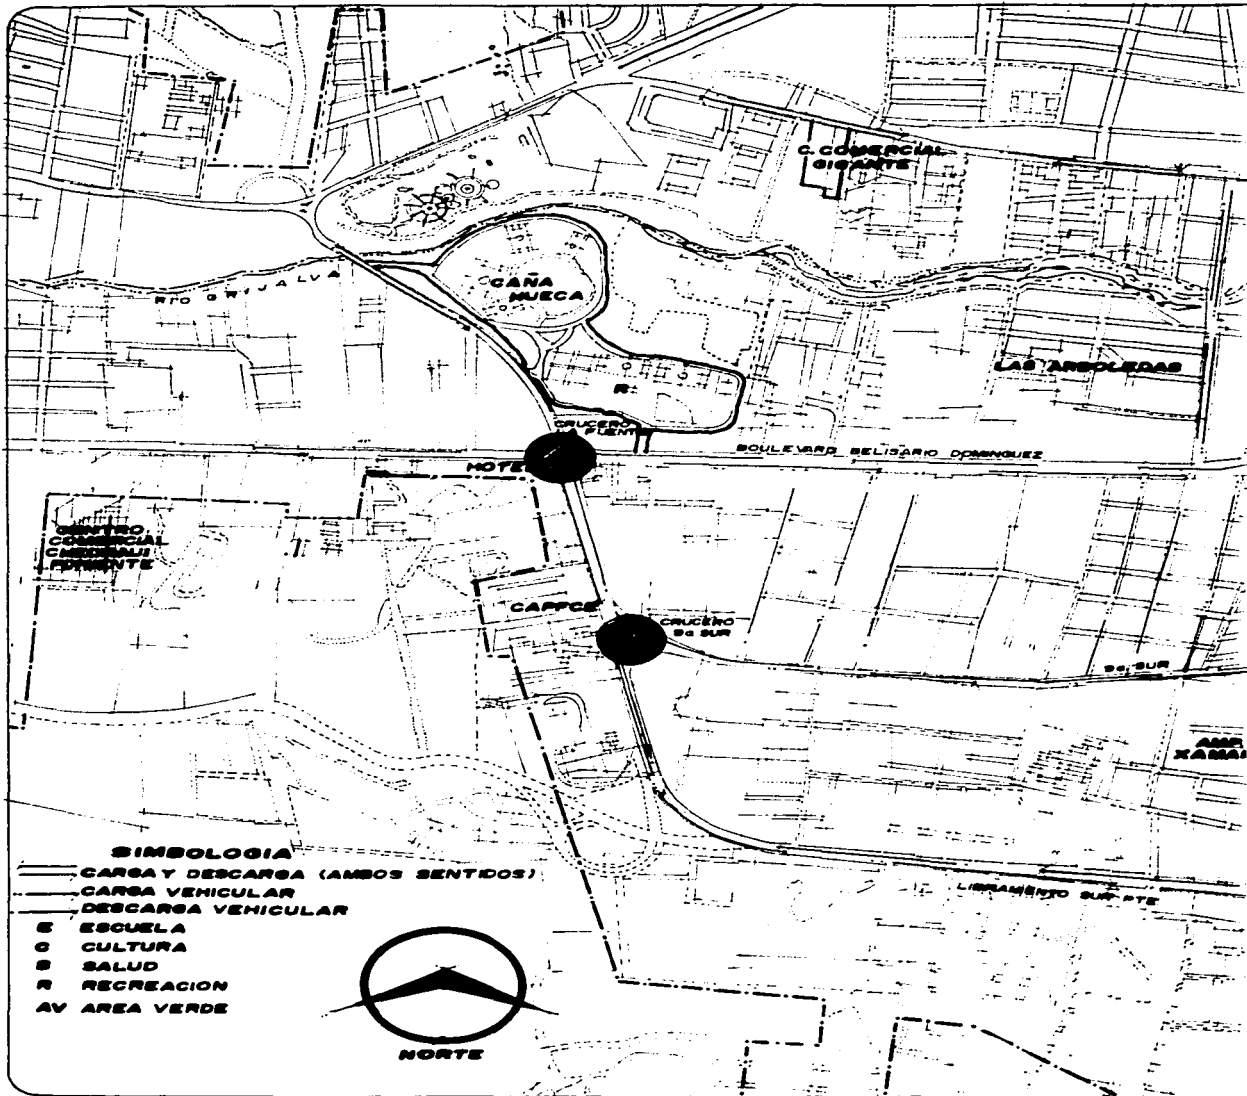 C. COMERCIAL
GIGANTE
RIO GRIJALVA
CAÑA
HUECA
LAS ARBOLEDAS
R
CRUCERO
BOULEVARD BELISARIO DOMINGUEZ
CENTRO
COMERCIAL
CHEDRAUI
PONIENTE
CAPFCE
CRUCERO
9a SUR
9a. SUR
LIBRAMIENTO SUR PTE
SIMBOLOGIA
CARGA Y DESCARGA (AMBOS SENTIDOS)
CARGA VEHICULAR
DESCARGA VEHICULAR
E ESCUELA
C CULTURA
S SALUD
R RECREACION
AV AREA VERDE
NORTE